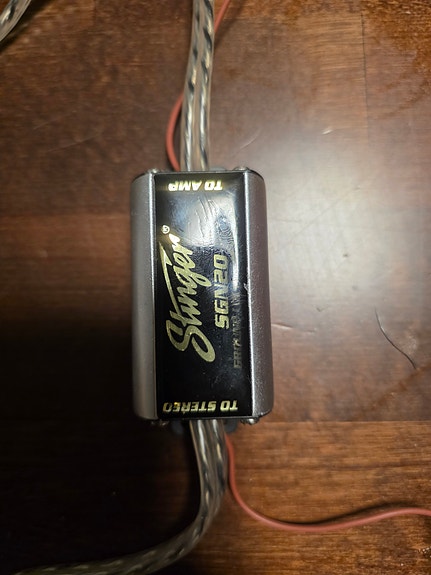 TO AMP
Stinger®
SGN20
TO STEREO